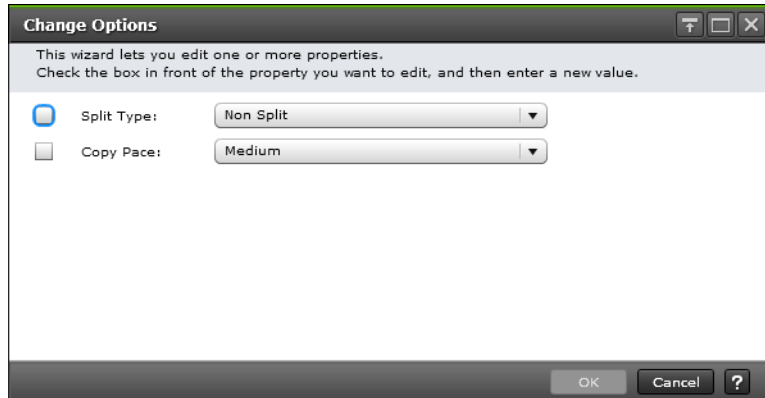 Change Options
This wizard lets you edit one or more properties.
Check the box in front of the property you want to edit, and then enter a new value.
Split Type: Non Split
Copy Pace: Medium
OK Cancel ?